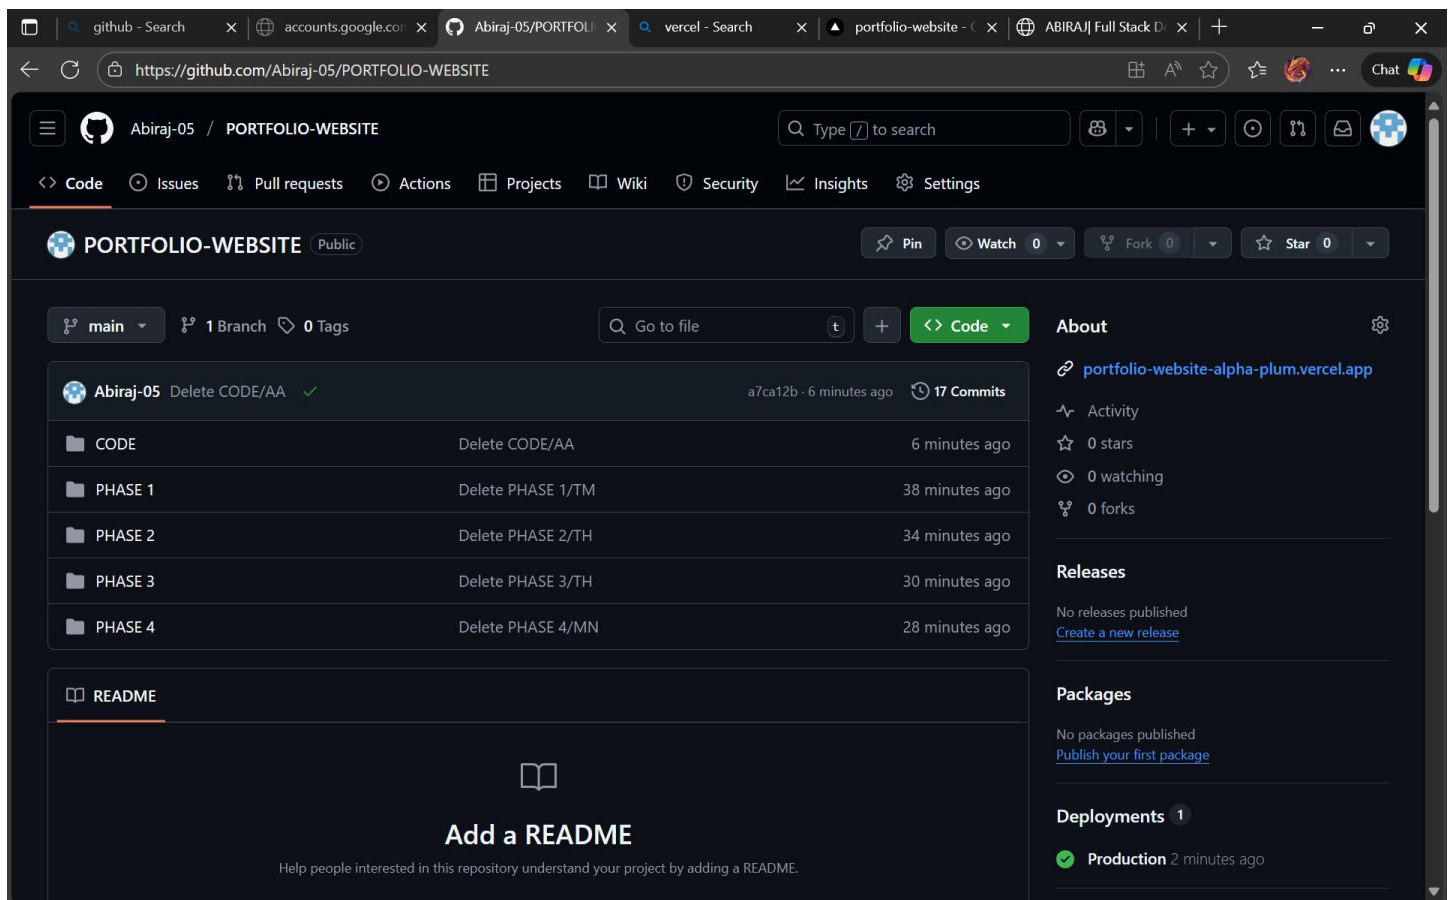 github - Search
accounts.google.con
Abiraj-05/PORTFOLI
vercel - Search
portfolio-website -
ABIRAJ| Full Stack D
https://github.com/Abiraj-05/PORTFOLIO-WEBSITE
Chat
Abiraj-05 / PORTFOLIO-WEBSITE
Type / to search
Code Issues Pull requests Actions Projects Wiki Security Insights Settings
PORTFOLIO-WEBSITE Public
Pin
Watch 0
Fork 0
Star 0
main
1 Branch
0 Tags
Go to file t
Code
Abiraj-05 Delete CODE/AA
a7ca12b · 6 minutes ago
17 Commits
CODE Delete CODE/AA 6 minutes ago
PHASE 1 Delete PHASE 1/TM 38 minutes ago
PHASE 2 Delete PHASE 2/TH 34 minutes ago
PHASE 3 Delete PHASE 3/TH 30 minutes ago
PHASE 4 Delete PHASE 4/MN 28 minutes ago
README
Add a README
Help people interested in this repository understand your project by adding a README.
About
portfolio-website-alpha-plum.vercel.app
Activity
0 stars
0 watching
0 forks
Releases
No releases published
Create a new release
Packages
No packages published
Publish your first package
Deployments 1
Production 2 minutes ago